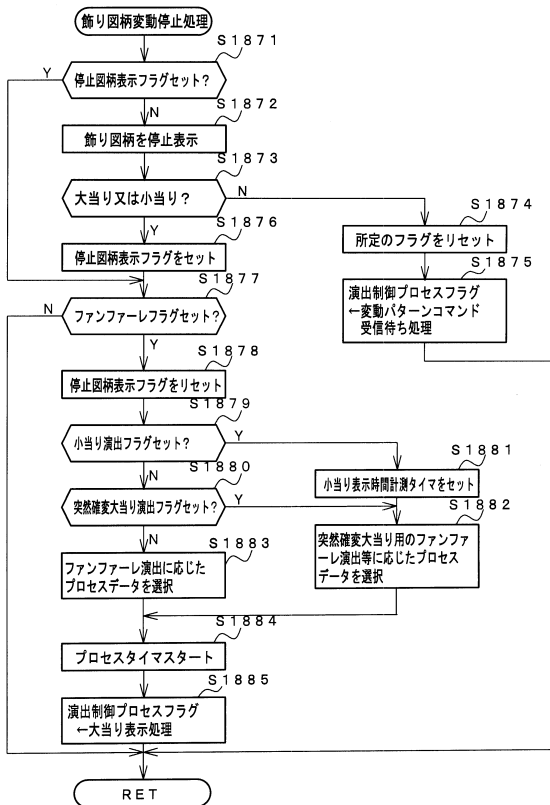 飾り図柄変動停止処理
S1871
Y
停止図柄表示フラグセット?
N
S1872
飾り図柄を停止表示
S1873
大当り又は小当り?
N
S1874
所定のフラグをリセット
S1875
演出制御プロセスフラグ
←変動パターンコマンド
受信待ち処理
Y
S1876
停止図柄表示フラグをセット
S1877
N
ファンファーレフラグセット?
Y
S1878
停止図柄表示フラグをリセット
S1879
小当り演出フラグセット?
Y
S1881
小当り表示時間計測タイマをセット
N
S1880
突然確変大当り演出フラグセット?
Y
S1882
突然確変大当り用のファンファ
ーレ演出等に応じたプロセス
データを選択
N
S1883
ファンファーレ演出に応じた
プロセスデータを選択
S1884
プロセスタイマスタート
S1885
演出制御プロセスフラグ
←大当り表示処理
RET